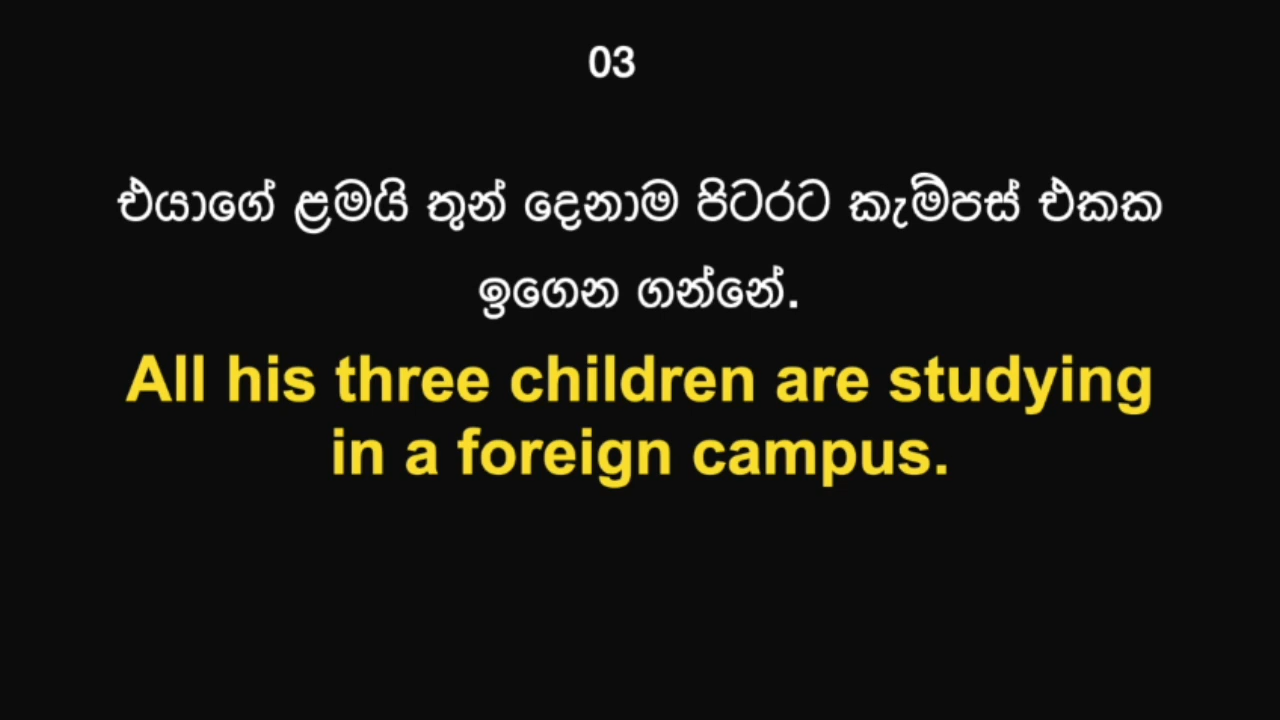 03
එයාගේ ළමයි තුන් දෙනාම පිටරට කැම්පස් එකක
ඉගෙන ගන්නේ.
All his three children are studying
in a foreign campus.